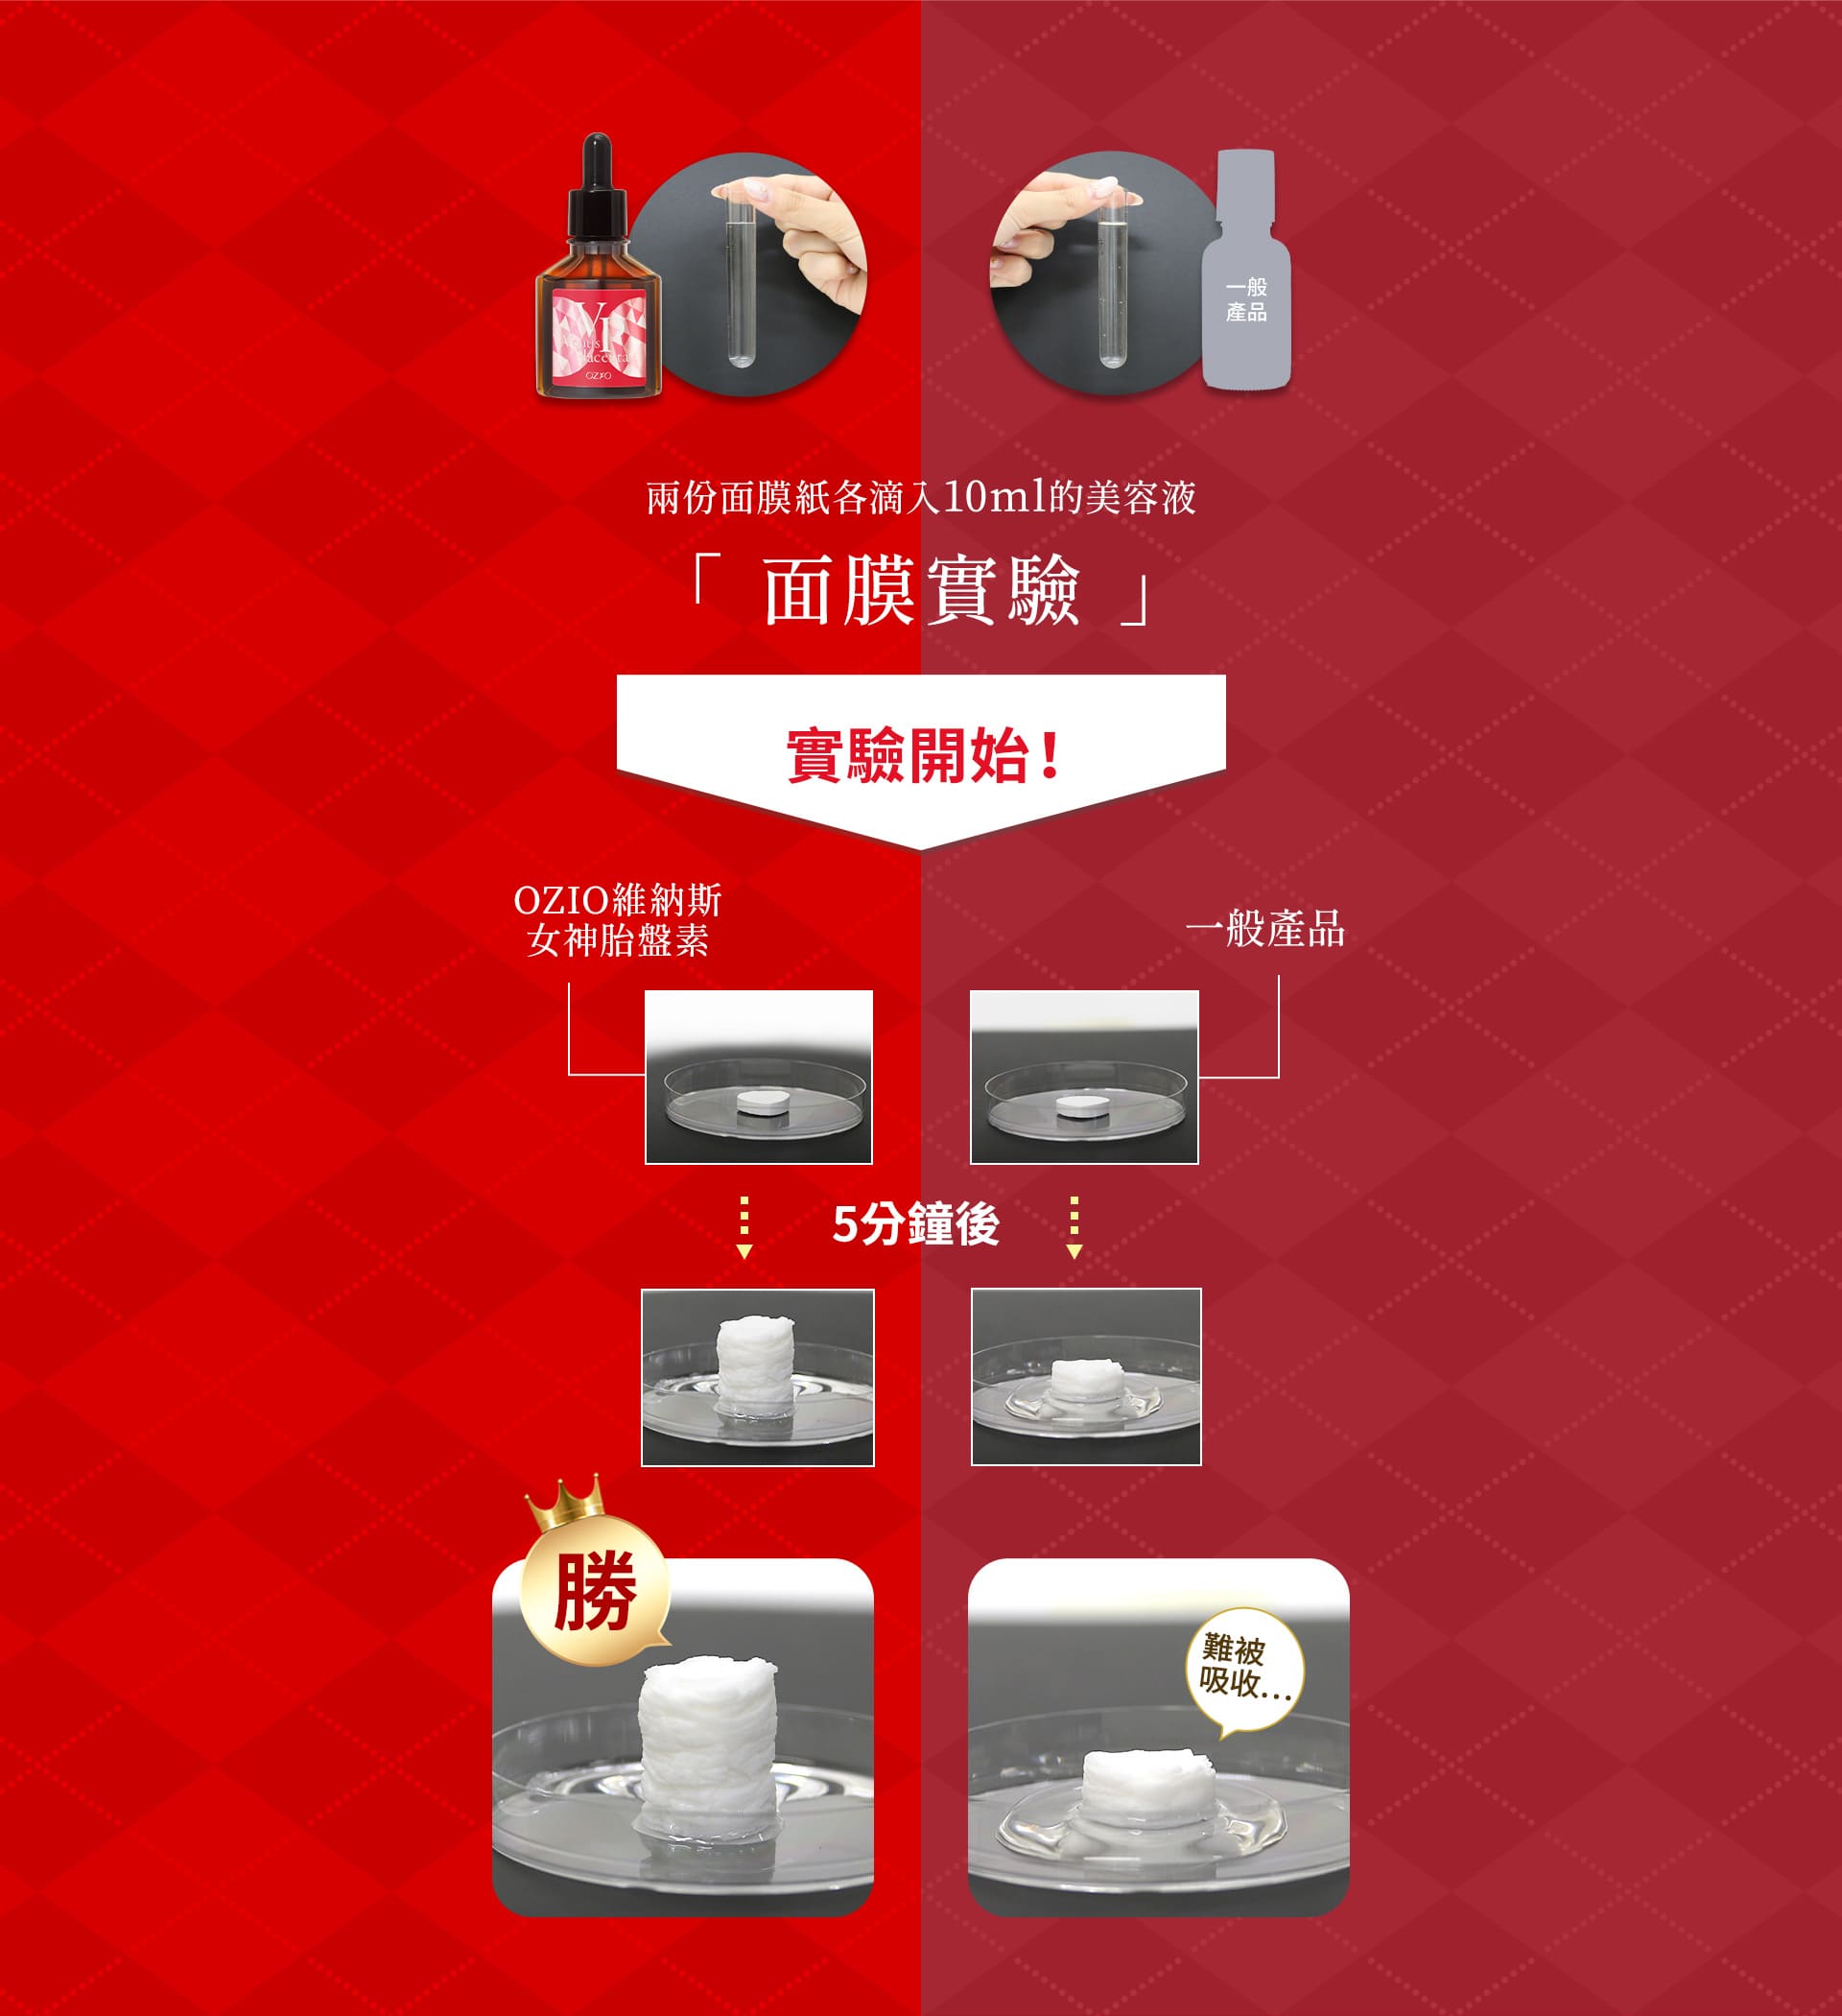 VP
Venus
Placenta
OZIO
一般
產品
兩份面膜紙各滴入10ml的美容液
「 面膜實驗 」
實驗開始！
OZIO維納斯
女神胎盤素
一般產品
5分鐘後
勝
難被
吸收...